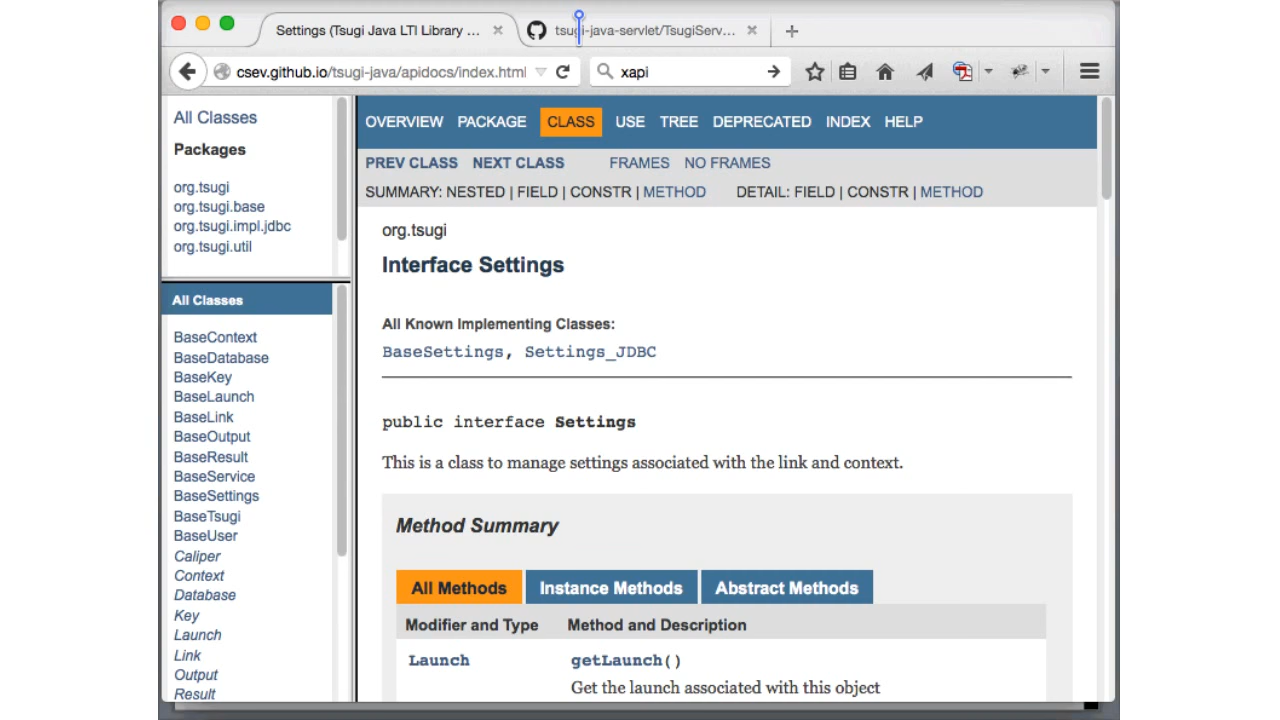 Settings (Tsugi Java LTI Library ...
tsugi-java-servlet/TsugiServ...
csev.github.io/tsugi-java/apidocs/index.html
xapi
All Classes
Packages
org.tsugi
org.tsugi.base
org.tsugi.impl.jdbc
org.tsugi.util
All Classes
BaseContext
BaseDatabase
BaseKey
BaseLaunch
BaseLink
BaseOutput
BaseResult
BaseService
BaseSettings
BaseTsugi
BaseUser
Caliper
Context
Database
Key
Launch
Link
Output
Result
OVERVIEW PACKAGE CLASS USE TREE DEPRECATED INDEX HELP
PREV CLASS NEXT CLASS FRAMES NO FRAMES
SUMMARY: NESTED | FIELD | CONSTR | METHOD DETAIL: FIELD | CONSTR | METHOD
org.tsugi
Interface Settings
All Known Implementing Classes:
BaseSettings, Settings_JDBC
public interface Settings
This is a class to manage settings associated with the link and context.
Method Summary
All Methods Instance Methods Abstract Methods
Modifier and Type Method and Description
Launch getLaunch()
Get the launch associated with this object